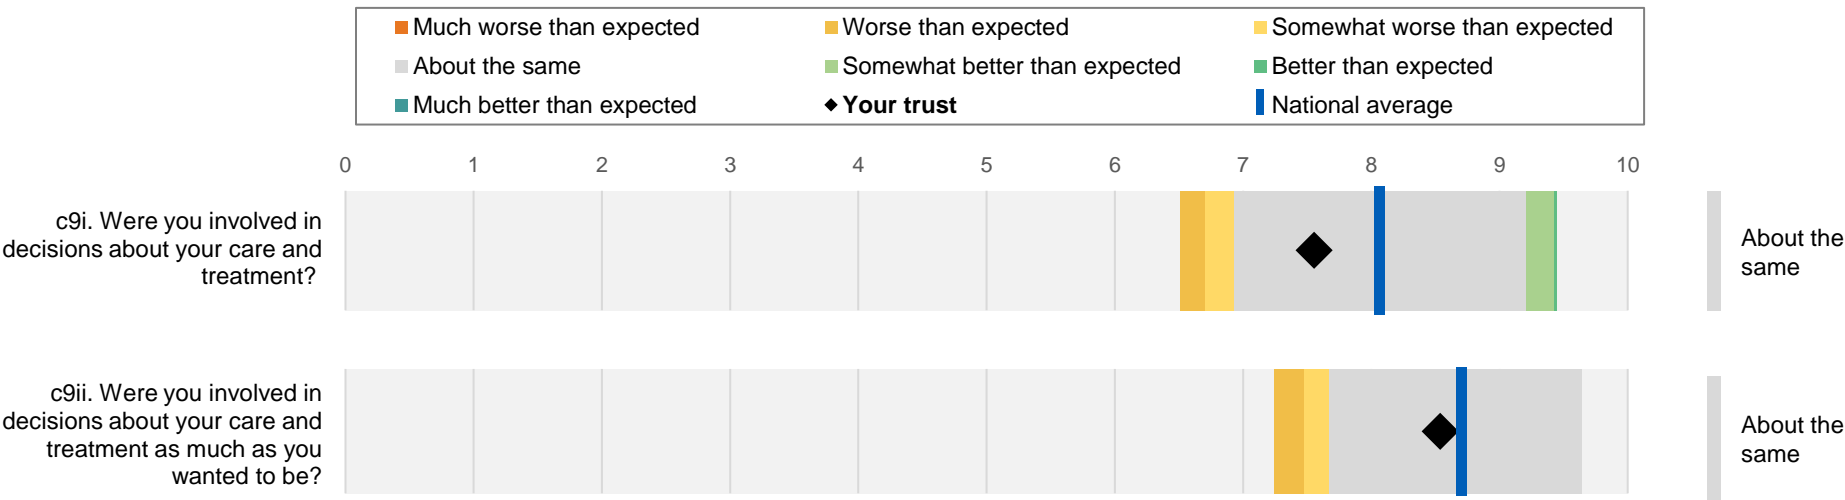 Much worse than expected
Worse than expected
Somewhat worse than expected
About the same
Somewhat better than expected
Better than expected
Much better than expected
Your trust
National average
0 1 2 3 4 5 6 7 8 9 10
c9i. Were you involved in
decisions about your care and
treatment?
About the
same
c9ii. Were you involved in
decisions about your care and
treatment as much as you
wanted to be?
About the
same